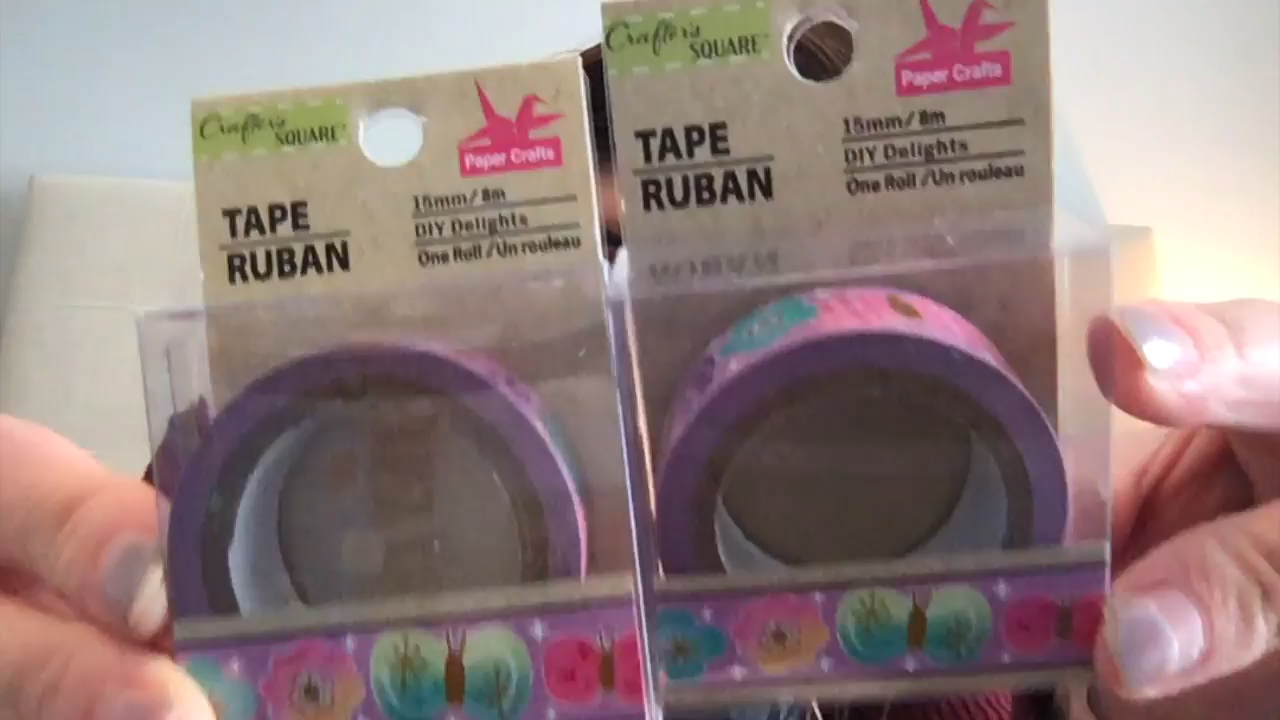 Crafter's
SQUARE
Paper Crafts
TAPE
RUBAN
15mm/8m
DIY Delights
One Roll/Un rouleau
Crafter's
SQUARE™
Paper Crafts
TAPE
RUBAN
15mm/8m
DIY Delights
One Roll/Un rouleau